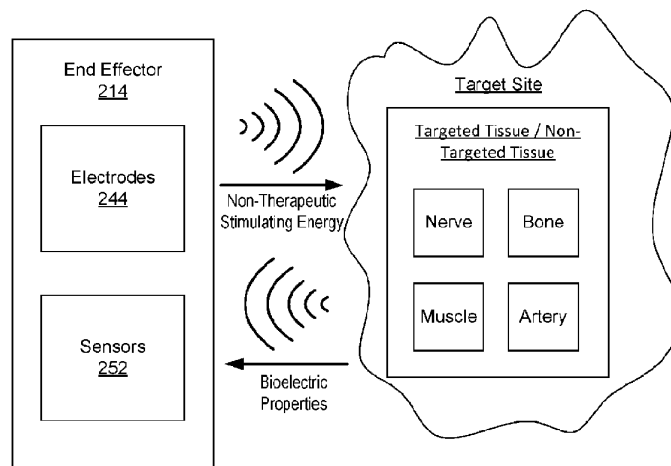 End Effector
214
Electrodes
244
Sensors
252
Non-Therapeutic
Stimulating Energy
Bioelectric
Properties
Target Site
Targeted Tissue / Non-
Targeted Tissue
Nerve
Bone
Muscle
Artery